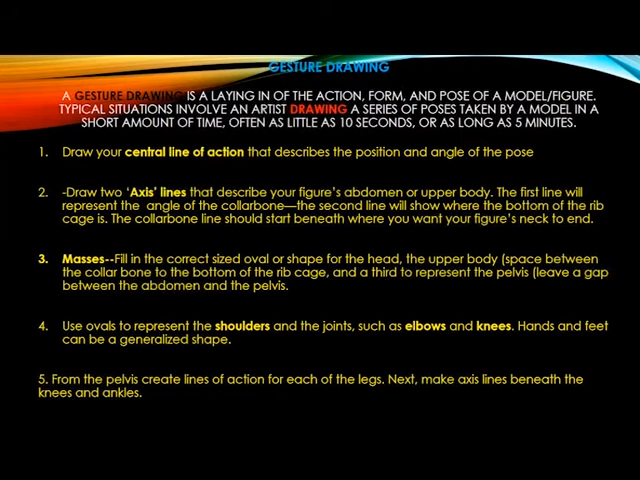 GESTURE DRAWING
A GESTURE DRAWING IS A LAYING IN OF THE ACTION, FORM, AND POSE OF A MODEL/FIGURE.
TYPICAL SITUATIONS INVOLVE AN ARTIST DRAWING A SERIES OF POSES TAKEN BY A MODEL IN A
SHORT AMOUNT OF TIME, OFTEN AS LITTLE AS 10 SECONDS, OR AS LONG AS 5 MINUTES.
1. Draw your central line of action that describes the position and angle of the pose
2. -Draw two ‘Axis’ lines that describe your figure’s abdomen or upper body. The first line will
represent the angle of the collarbone—the second line will show where the bottom of the rib
cage is. The collarbone line should start beneath where you want your figure’s neck to end.
3. Masses--Fill in the correct sized oval or shape for the head, the upper body (space between
the collar bone to the bottom of the rib cage, and a third to represent the pelvis (leave a gap
between the abdomen and the pelvis.
4. Use ovals to represent the shoulders and the joints, such as elbows and knees. Hands and feet
can be a generalized shape.
5. From the pelvis create lines of action for each of the legs. Next, make axis lines beneath the
knees and ankles.